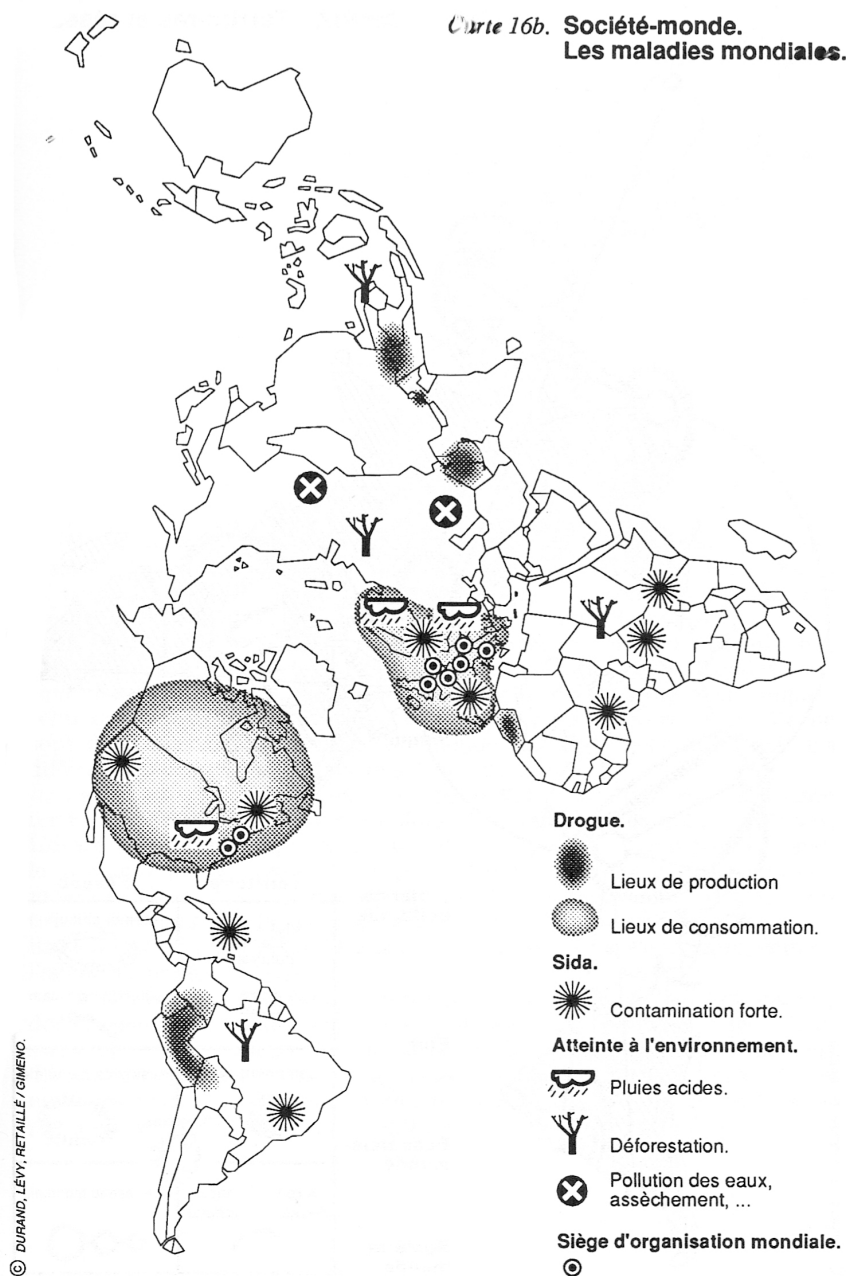 Carte 16b. Société-monde.
Les maladies mondiales.
Drogue.
Lieux de production
Lieux de consommation.
Sida.
Contamination forte.
Atteinte à l'environnement.
Pluies acides.
Déforestation.
Pollution des eaux,
assèchement, ...
Siège d'organisation mondiale.
© DURAND, LÉVY, RETAILLÉ / GIMENO.